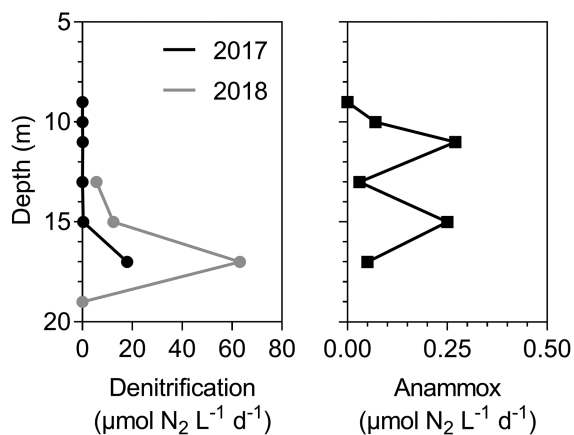 5
10
15
20
Depth (m)
2017
2018
0 20 40 60 80
Denitrification
(µmol N₂ L⁻¹ d⁻¹)
0.00 0.25 0.50
Anammox
(µmol N₂ L⁻¹ d⁻¹)